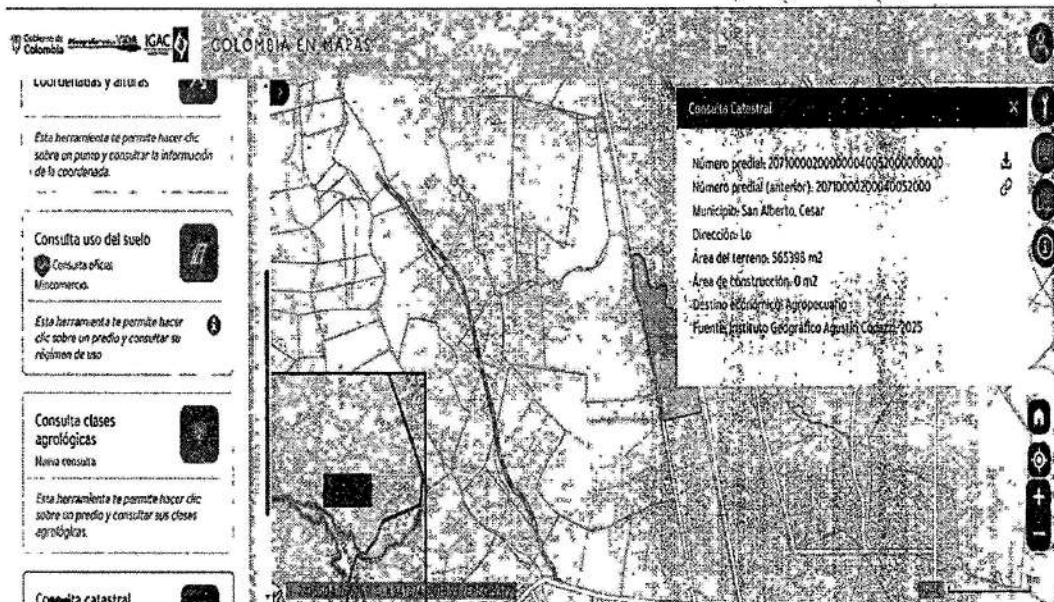 Gobierno de
Colombia
IGAC
COLOMBIA EN MAPAS
Coordenadas y alturas
Esta herramienta te permite hacer clic
sobre un punto y consultar la información
de la coordenada.
Consulta uso del suelo
Consulta oficial
Mincomercio.
Esta herramienta te permite hacer
clic sobre un predio y consultar su
régimen de uso
Consulta clases
agrológicas
Nueva consulta
Esta herramienta te permite hacer clic
sobre un predio y consultar sus clases
agrológicas.
Consulta catastral
Consulta Catastral
Número predial:
Número predial (anterior): 20710000200040052000
Municipio: San Alberto, Cesar
Dirección: Lo
Área del terreno: 565398 m2
Área de construcción: 0 m2
Destino económico: Agropecuario
Fuente: Instituto Geográfico Agustín Codazzi, 2025